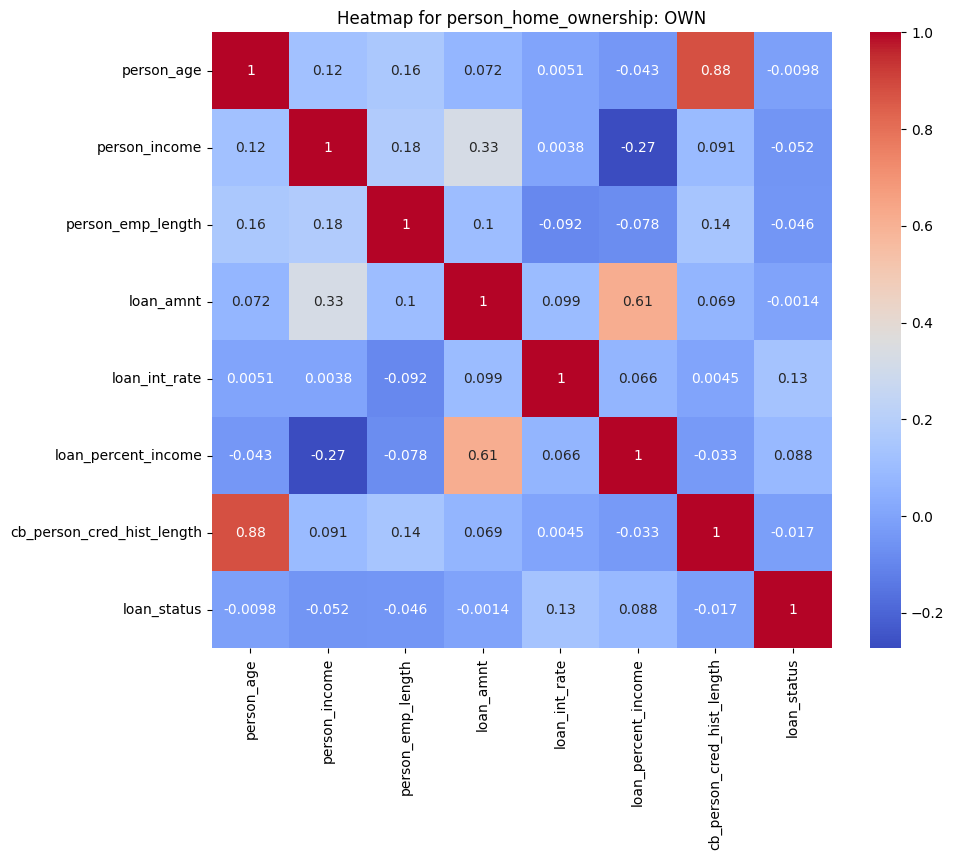 Heatmap for person_home_ownership: OWN
person_age 1 0.12 0.16 0.072 0.0051 -0.043 0.88 -0.0098
person_income 0.12 1 0.18 0.33 0.0038 -0.27 0.091 -0.052
person_emp_length 0.16 0.18 1 0.1 -0.092 -0.078 0.14 -0.046
loan_amnt 0.072 0.33 0.1 1 0.099 0.61 0.069 -0.0014
loan_int_rate 0.0051 0.0038 -0.092 0.099 1 0.066 0.0045 0.13
loan_percent_income -0.043 -0.27 -0.078 0.61 0.066 1 -0.033 0.088
cb_person_cred_hist_length 0.88 0.091 0.14 0.069 0.0045 -0.033 1 -0.017
loan_status -0.0098 -0.052 -0.046 -0.0014 0.13 0.088 -0.017 1
person_age
person_income
person_emp_length
loan_amnt
loan_int_rate
loan_percent_income
cb_person_cred_hist_length
loan_status
1.0
0.8
0.6
0.4
0.2
0.0
−0.2